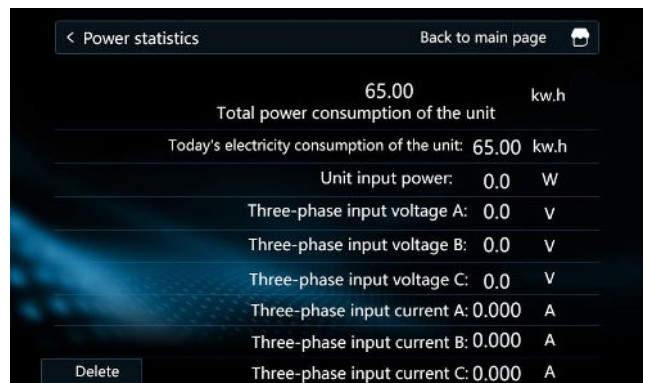 < Power statistics Back to main page
65.00 kw.h
Total power consumption of the unit
Today's electricity consumption of the unit: 65.00 kw.h
Unit input power: 0.0 W
Three-phase input voltage A: 0.0 V
Three-phase input voltage B: 0.0 V
Three-phase input voltage C: 0.0 V
Three-phase input current A: 0.000 A
Three-phase input current B: 0.000 A
Delete Three-phase input current C: 0.000 A